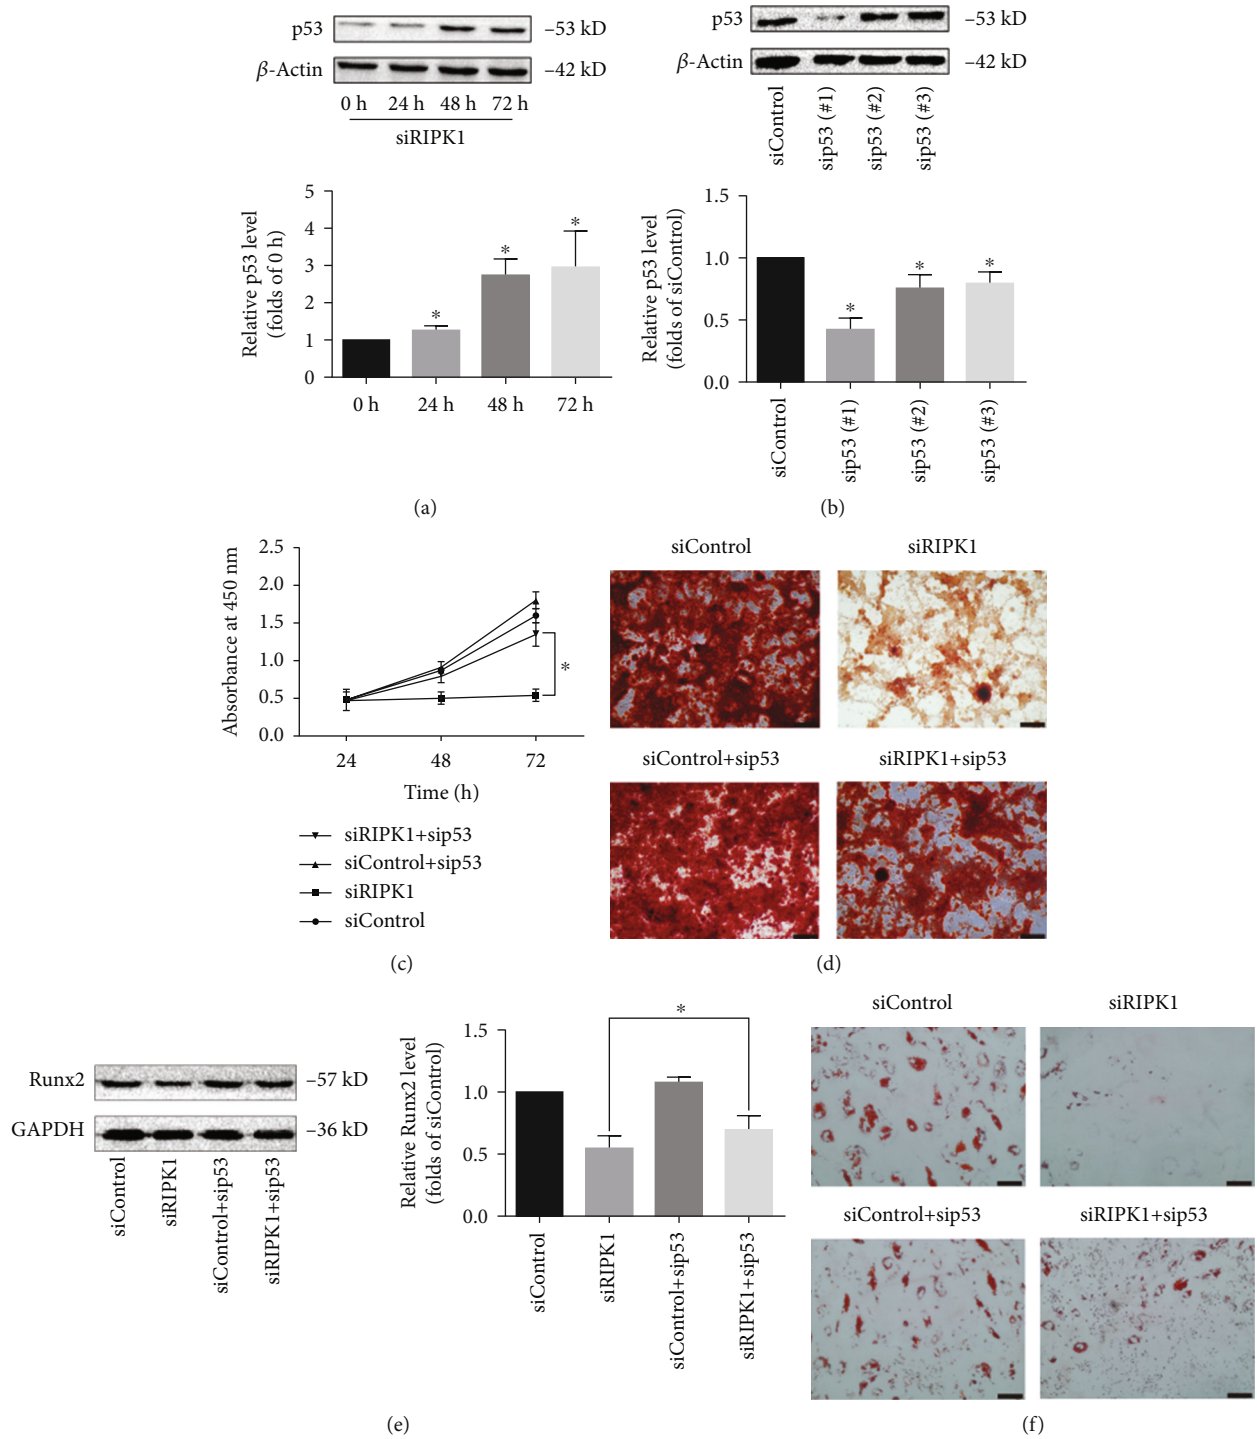 p53
–53 kD
β-Actin
–42 kD
0 h 24 h 48 h 72 h
siRIPK1
Relative p53 level
(folds of 0 h)
5
4
3
2
1
0
* * *
0 h 24 h 48 h 72 h
(a)
p53
–53 kD
β-Actin
–42 kD
siControl
sip53 (#1)
sip53 (#2)
sip53 (#3)
Relative p53 level
(folds of siControl)
1.5
1.0
0.5
0.0
* * *
siControl
sip53 (#1)
sip53 (#2)
sip53 (#3)
(b)
Absorbance at 450 nm
2.5
2.0
1.5
1.0
0.5
0.0
*
24 48 72
Time (h)
siRIPK1+sip53
siControl+sip53
siRIPK1
siControl
(c)
siControl
siRIPK1
siControl+sip53
siRIPK1+sip53
(d)
Runx2
–57 kD
GAPDH
–36 kD
siControl
siRIPK1
siControl+sip53
siRIPK1+sip53
Relative Runx2 level
(folds of siControl)
1.5
1.0
0.5
0.0
*
siControl
siRIPK1
siControl+sip53
siRIPK1+sip53
(e)
siControl
siRIPK1
siControl+sip53
siRIPK1+sip53
(f)